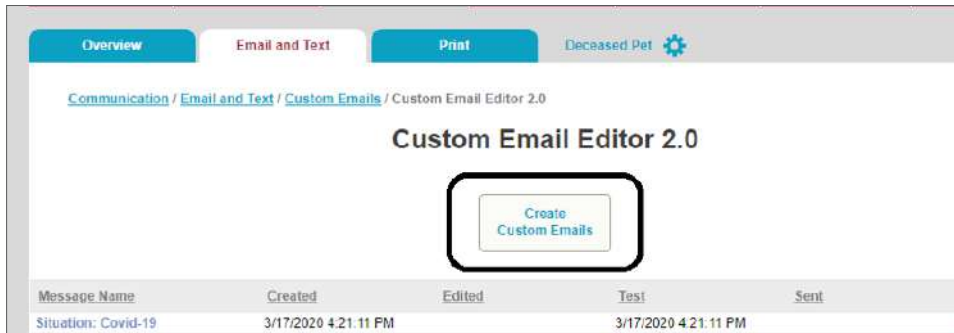 Overview Email and Text Print Deceased Pet
Communication / Email and Text / Custom Emails / Custom Email Editor 2.0
Custom Email Editor 2.0
Create
Custom Emails
Message Name Created Edited Test Sent
Situation: Covid-19 3/17/2020 4:21:11 PM 3/17/2020 4:21:11 PM